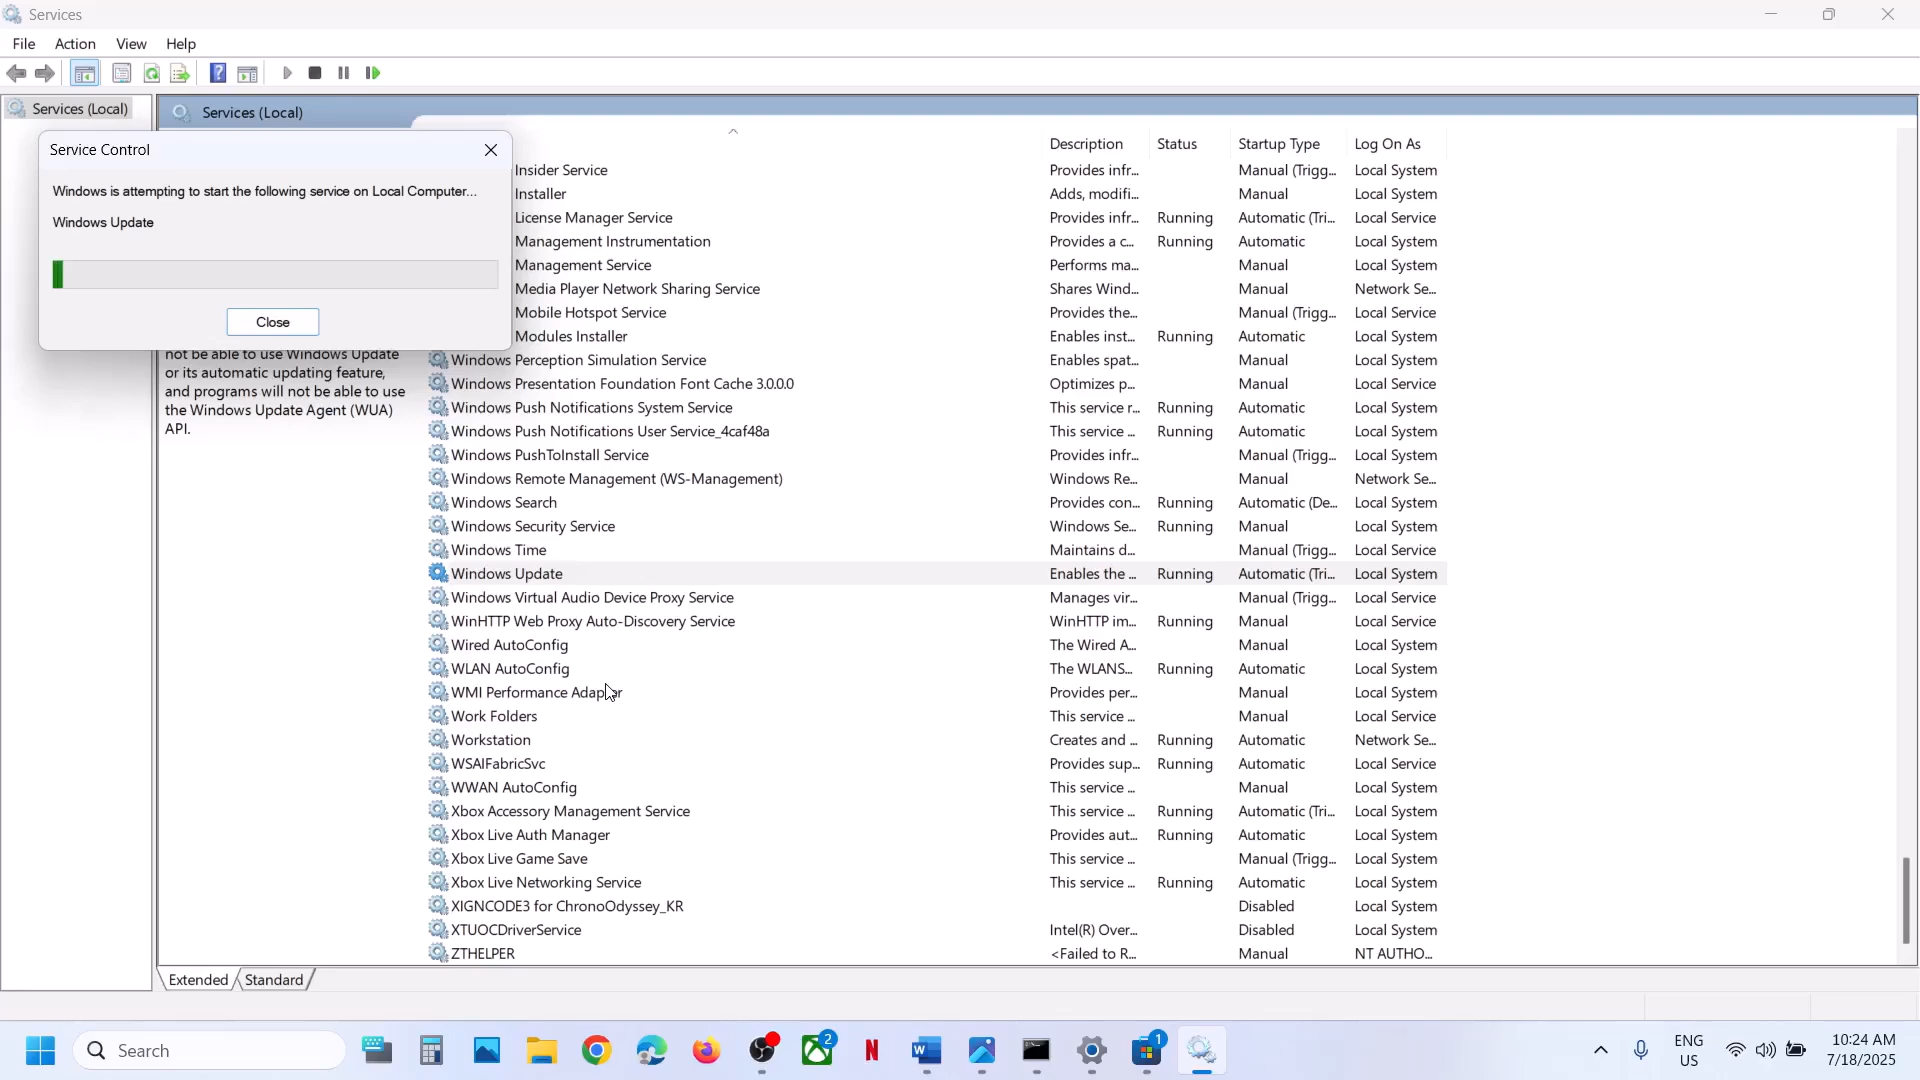 Services
File Action View Help
Services (Local)
Services (Local)
Service Control
Windows is attempting to start the following service on Local Computer...
Windows Update
Close
not be able to use Windows Update
or its automatic updating feature,
and programs will not be able to use
the Windows Update Agent (WUA)
API.
Description Status Startup Type Log On As
Insider Service Provides infr... Manual (Trigg... Local System
Installer Adds, modifi... Manual Local System
License Manager Service Provides infr... Running Automatic (Tri... Local Service
Management Instrumentation Provides a c... Running Automatic Local System
Management Service Performs ma... Manual Local System
Media Player Network Sharing Service Shares Wind... Manual Network Se...
Mobile Hotspot Service Provides the... Manual (Trigg... Local Service
Modules Installer Enables inst... Running Automatic Local System
Windows Perception Simulation Service Enables spat... Manual Local System
Windows Presentation Foundation Font Cache 3.0.0.0 Optimizes p... Manual Local Service
Windows Push Notifications System Service This service r... Running Automatic Local System
Windows Push Notifications User Service_4caf48a This service ... Running Automatic Local System
Windows PushToInstall Service Provides infr... Manual (Trigg... Local System
Windows Remote Management (WS-Management) Windows Re... Manual Network Se...
Windows Search Provides con... Running Automatic (De... Local System
Windows Security Service Windows Se... Running Manual Local System
Windows Time Maintains d... Manual (Trigg... Local Service
Windows Update Enables the ... Running Automatic (Tri... Local System
Windows Virtual Audio Device Proxy Service Manages vir... Manual (Trigg... Local Service
WinHTTP Web Proxy Auto-Discovery Service WinHTTP im... Running Manual Local Service
Wired AutoConfig The Wired A... Manual Local System
WLAN AutoConfig The WLANS... Running Automatic Local System
WMI Performance Adapter Provides per... Manual Local System
Work Folders This service ... Manual Local Service
Workstation Creates and ... Running Automatic Network Se...
WSAIFabricSvc Provides sup... Running Automatic Local Service
WWAN AutoConfig This service ... Manual Local System
Xbox Accessory Management Service This service ... Running Automatic (Tri... Local System
Xbox Live Auth Manager Provides aut... Running Automatic Local System
Xbox Live Game Save This service ... Manual (Trigg... Local System
Xbox Live Networking Service This service ... Running Automatic Local System
XIGNCODE3 for ChronoOdyssey_KR Disabled Local System
XTUOCDriverService Intel(R) Over... Disabled Local System
ZTHELPER <Failed to R... Manual NT AUTHO...
Extended Standard
Search
2
1
ENG
US
10:24 AM
7/18/2025